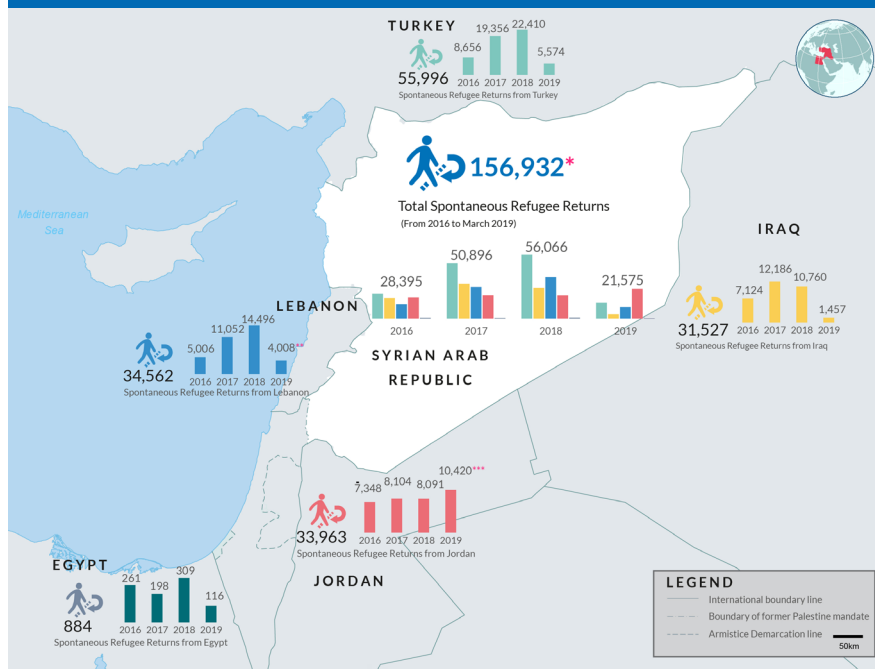 TURKEY
19,356 22,410
8,656
5,574
55,996
2016 2017 2018 2019
Spontaneous Refugee Returns from Turkey
156,932*
Total Spontaneous Refugee Returns
(From 2016 to March 2019)
Mediterranean
Sea
IRAQ
12,186
7,124
10,760
1,457
31,527
2016 2017 2018 2019
Spontaneous Refugee Returns from Iraq
28,395
50,896
56,066
21,575
2016
2017
2018
2019
SYRIAN ARAB
REPUBLIC
LEBANON
14,496
11,052
5,006
4,008**
34,562
2016 2017 2018 2019
Spontaneous Refugee Returns from Lebanon
10,420***
7,348 8,104 8,091
33,963
2016 2017 2018 2019
Spontaneous Refugee Returns from Jordan
JORDAN
EGYPT
309
261
198
116
884
2016 2017 2018 2019
Spontaneous Refugee Returns from Egypt
LEGEND
International boundary line
Boundary of former Palestine mandate
Armistice Demarcation line
50km